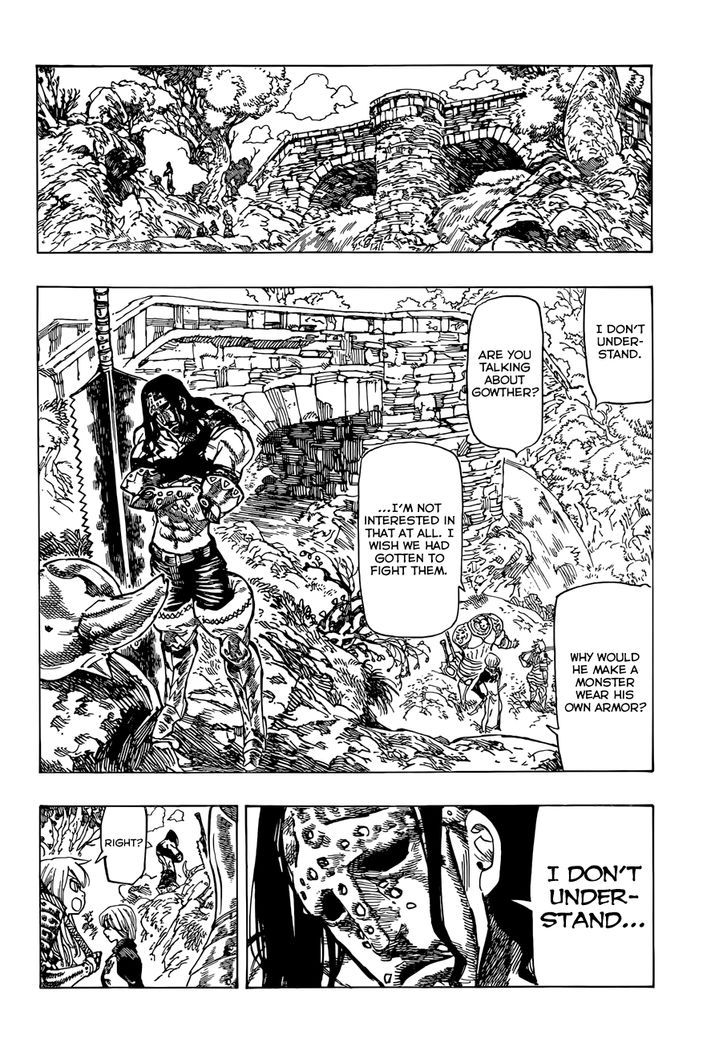 I DON'T
UNDER-
STAND.
ARE YOU
TALKING
ABOUT
GOWTHER?
...I'M NOT
INTERESTED IN
THAT AT ALL. I
WISH WE HAD
GOTTEN TO
FIGHT THEM.
WHY WOULD
HE MAKE A
MONSTER
WEAR HIS
OWN ARMOR?
I DON'T
UNDER-
STAND...
RIGHT?